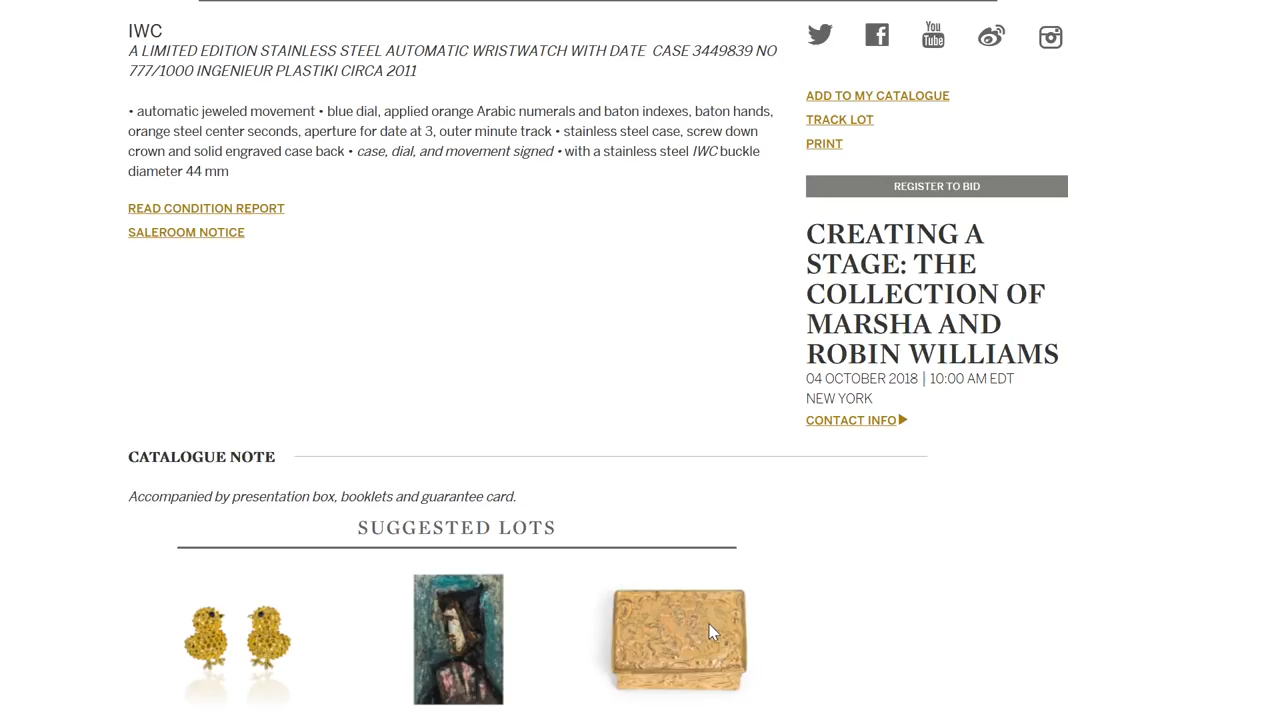 IWC
A LIMITED EDITION STAINLESS STEEL AUTOMATIC WRISTWATCH WITH DATE CASE 3449839 NO
777/1000 INGENIEUR PLASTIKI CIRCA 2011
• automatic jeweled movement • blue dial, applied orange Arabic numerals and baton indexes, baton hands,
orange steel center seconds, aperture for date at 3, outer minute track • stainless steel case, screw down
crown and solid engraved case back • case, dial, and movement signed • with a stainless steel IWC buckle
diameter 44 mm
READ CONDITION REPORT
SALEROOM NOTICE
You
Tube
ADD TO MY CATALOGUE
TRACK LOT
PRINT
REGISTER TO BID
CREATING A
STAGE: THE
COLLECTION OF
MARSHA AND
ROBIN WILLIAMS
04 OCTOBER 2018 | 10:00 AM EDT
NEW YORK
CONTACT INFO
CATALOGUE NOTE
Accompanied by presentation box, booklets and guarantee card.
SUGGESTED LOTS